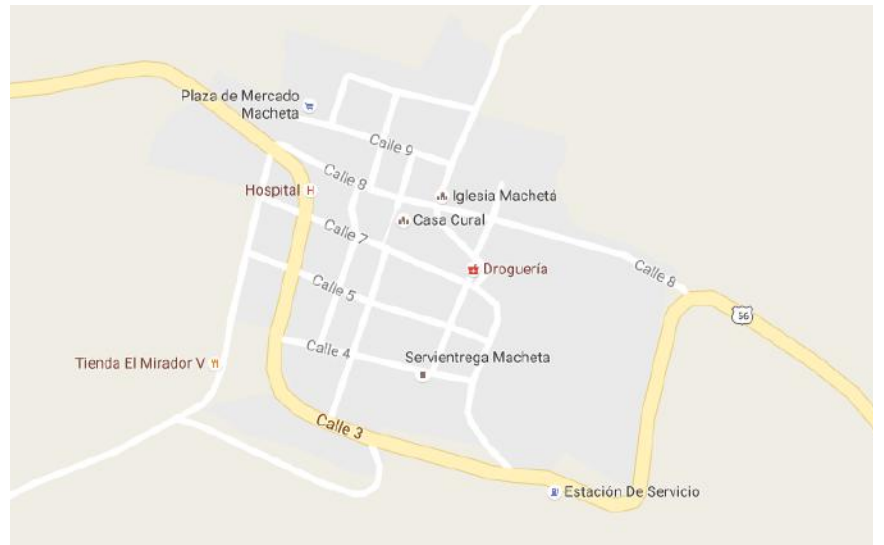 Plaza de Mercado
Macheta
Calle 9
Calle 8
Hospital H
Iglesia Machetá
Casa Cural
Calle 7
Droguería
Calle 8
Calle 5
56
Calle 4
Servientrega Macheta
Tienda El Mirador V
Calle 3
Estación De Servicio